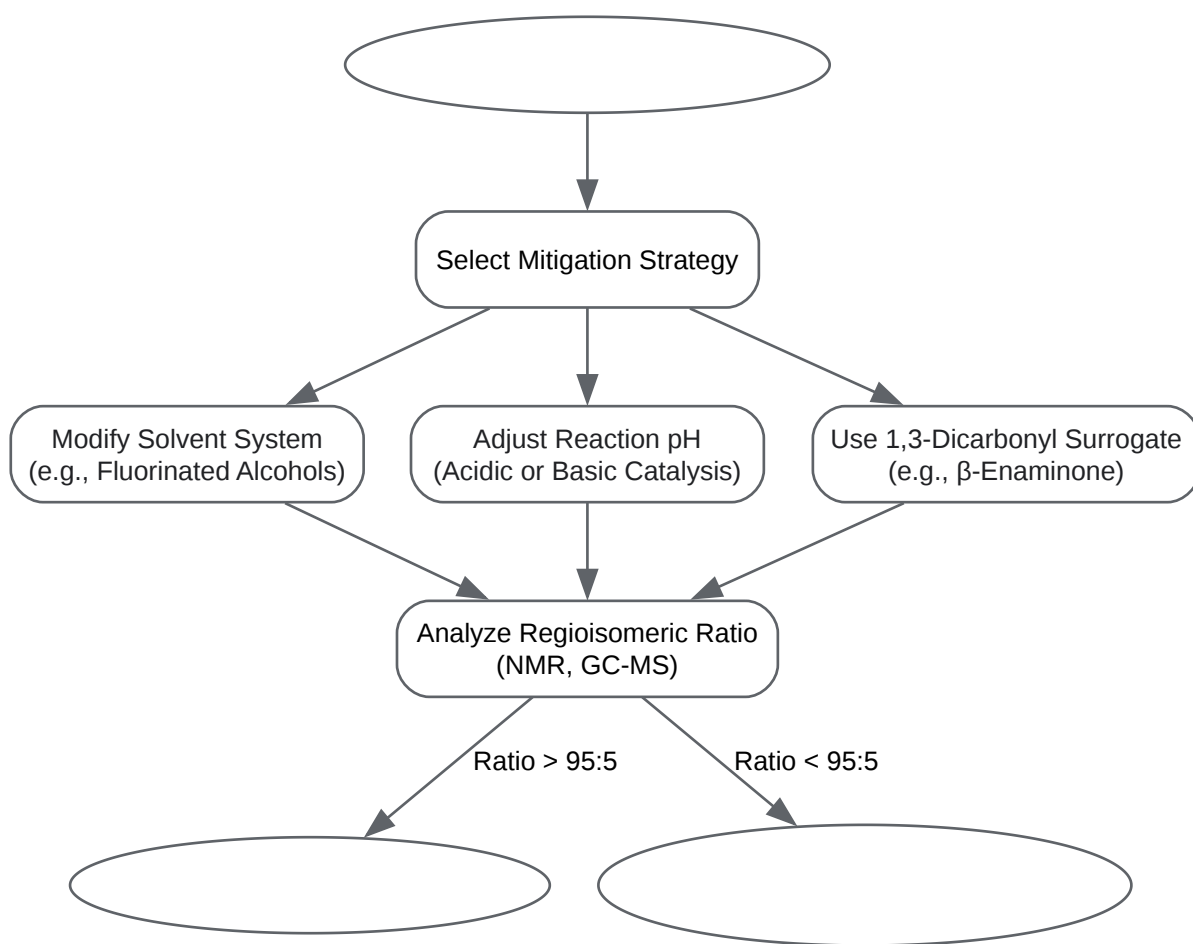 Select Mitigation Strategy
Modify Solvent System
(e.g., Fluorinated Alcohols)
Adjust Reaction pH
(Acidic or Basic Catalysis)
Use 1,3-Dicarbonyl Surrogate
(e.g., β-Enaminone)
Analyze Regioisomeric Ratio
(NMR, GC-MS)
Ratio > 95:5
Ratio < 95:5